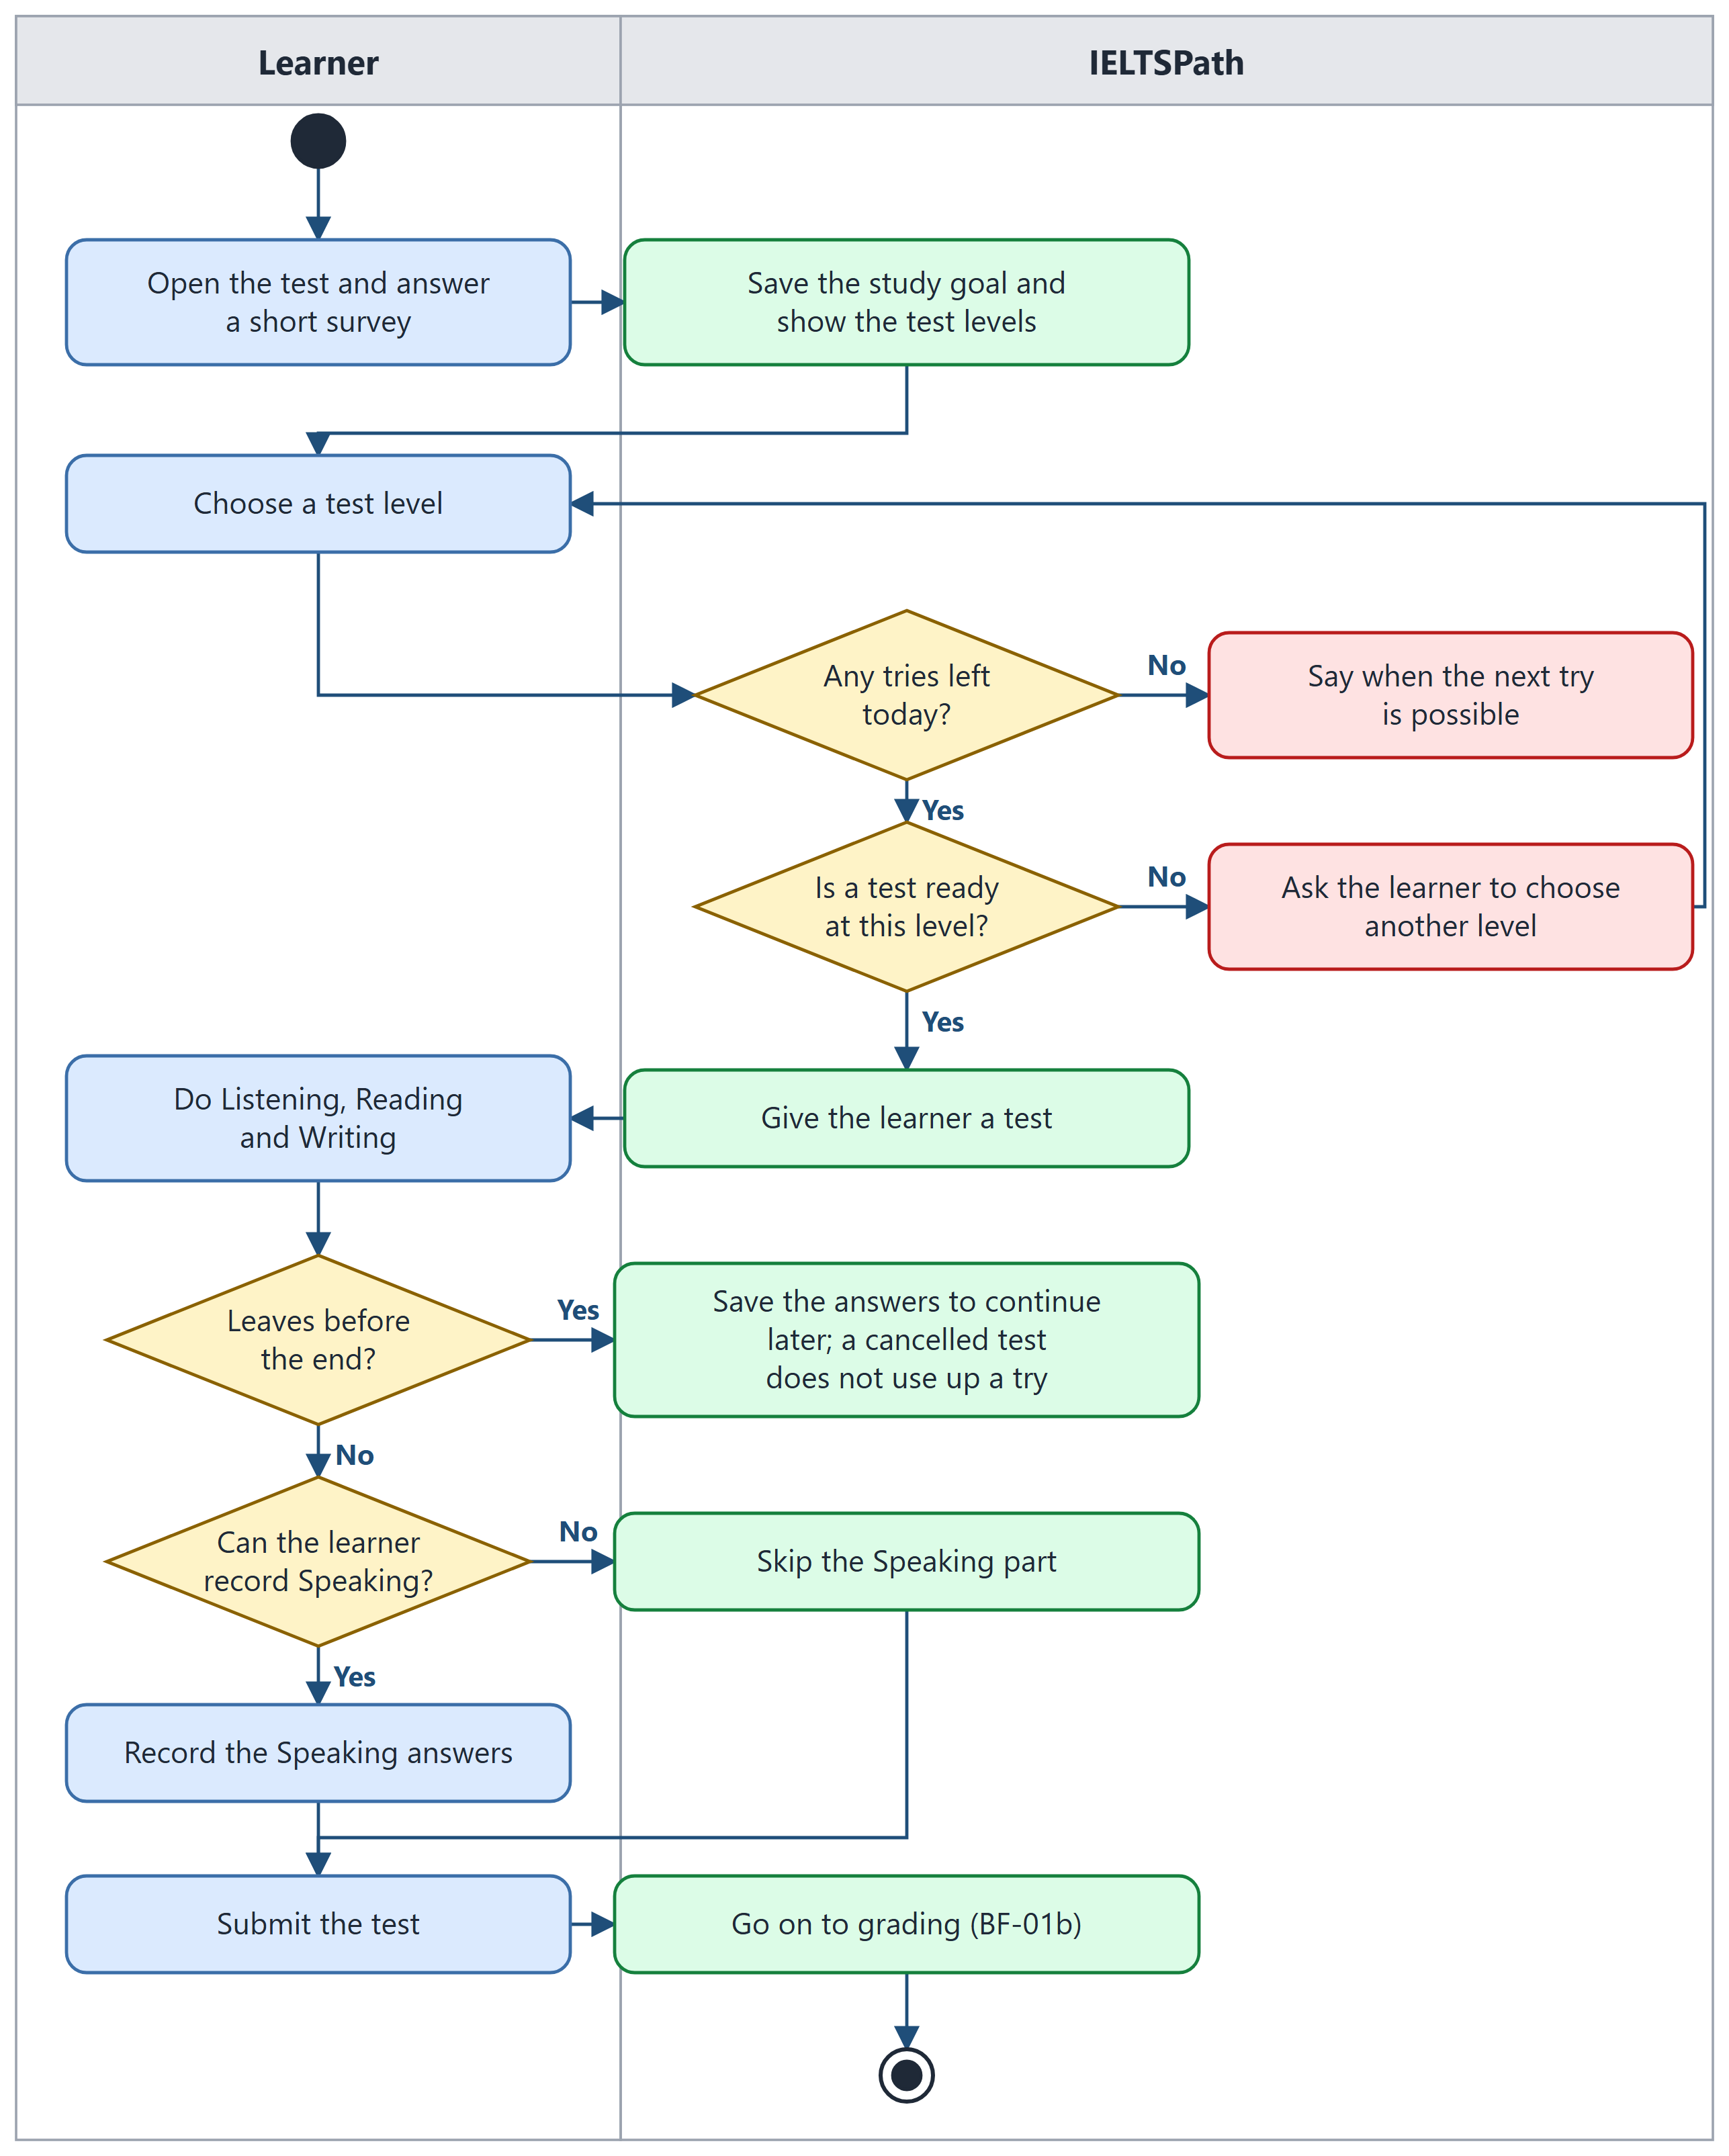 Learner
IELTSPath
Open the test and answer
a short survey
Save the study goal and
show the test levels
Choose a test level
Any tries left
today?
No
Say when the next try
is possible
Yes
Is a test ready
at this level?
No
Ask the learner to choose
another level
Yes
Do Listening, Reading
and Writing
Give the learner a test
Leaves before
the end?
Yes
Save the answers to continue
later; a cancelled test
does not use up a try
No
Can the learner
record Speaking?
No
Skip the Speaking part
Yes
Record the Speaking answers
Submit the test
Go on to grading (BF-01b)